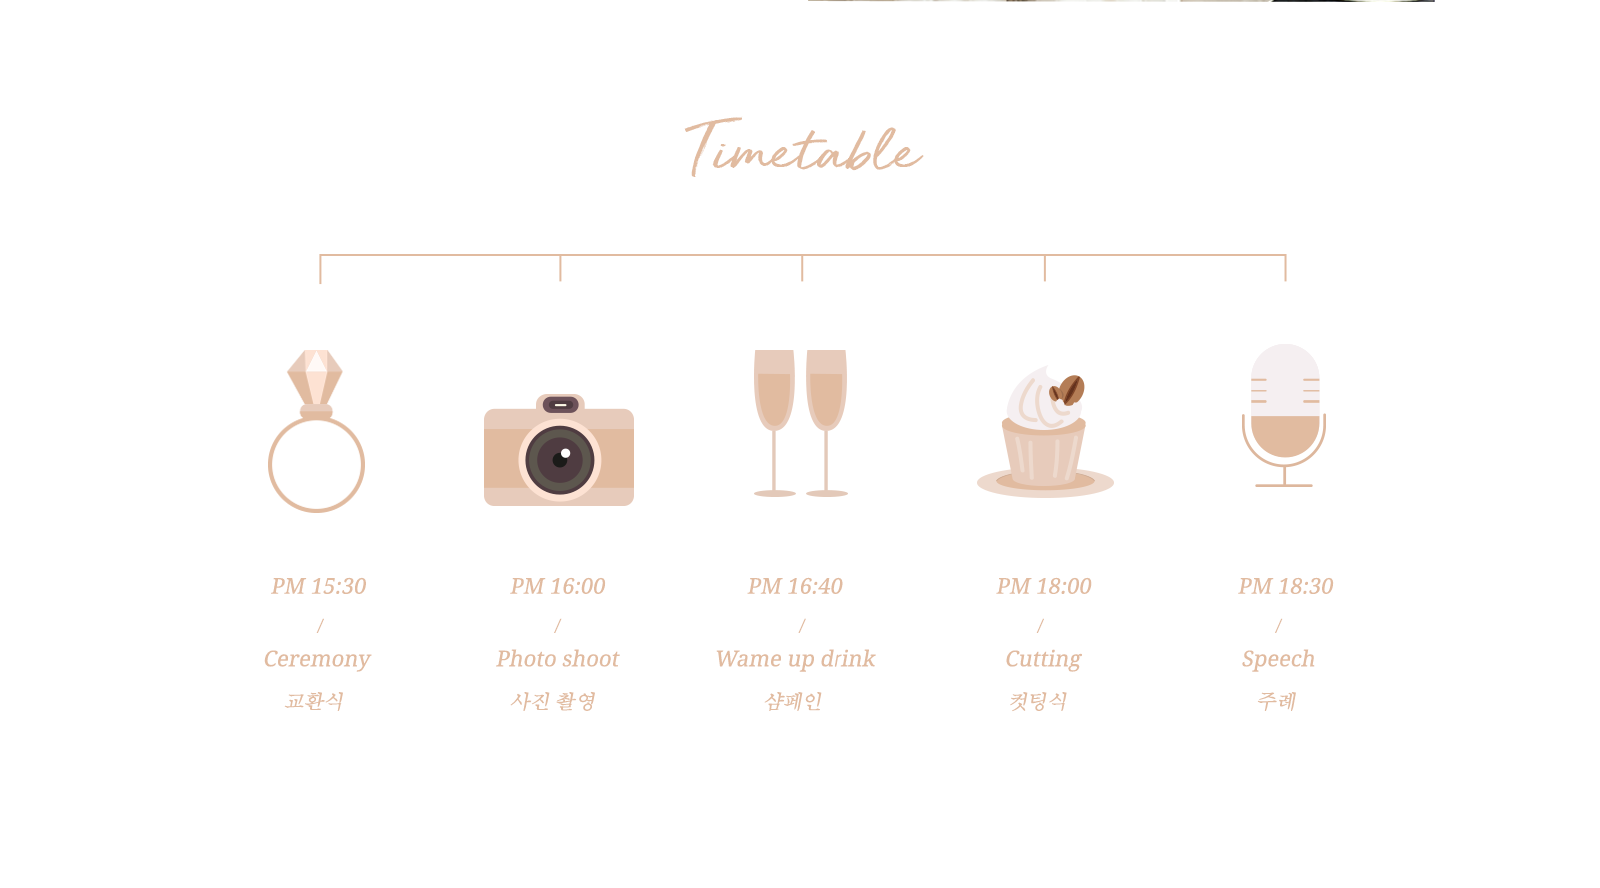 Timetable
PM 15:30
/
Ceremony
교환식
PM 16:00
/
Photo shoot
사진 촬영
PM 16:40
/
Wame up drink
샴페인
PM 18:00
/
Cutting
컷팅식
PM 18:30
/
Speech
주례